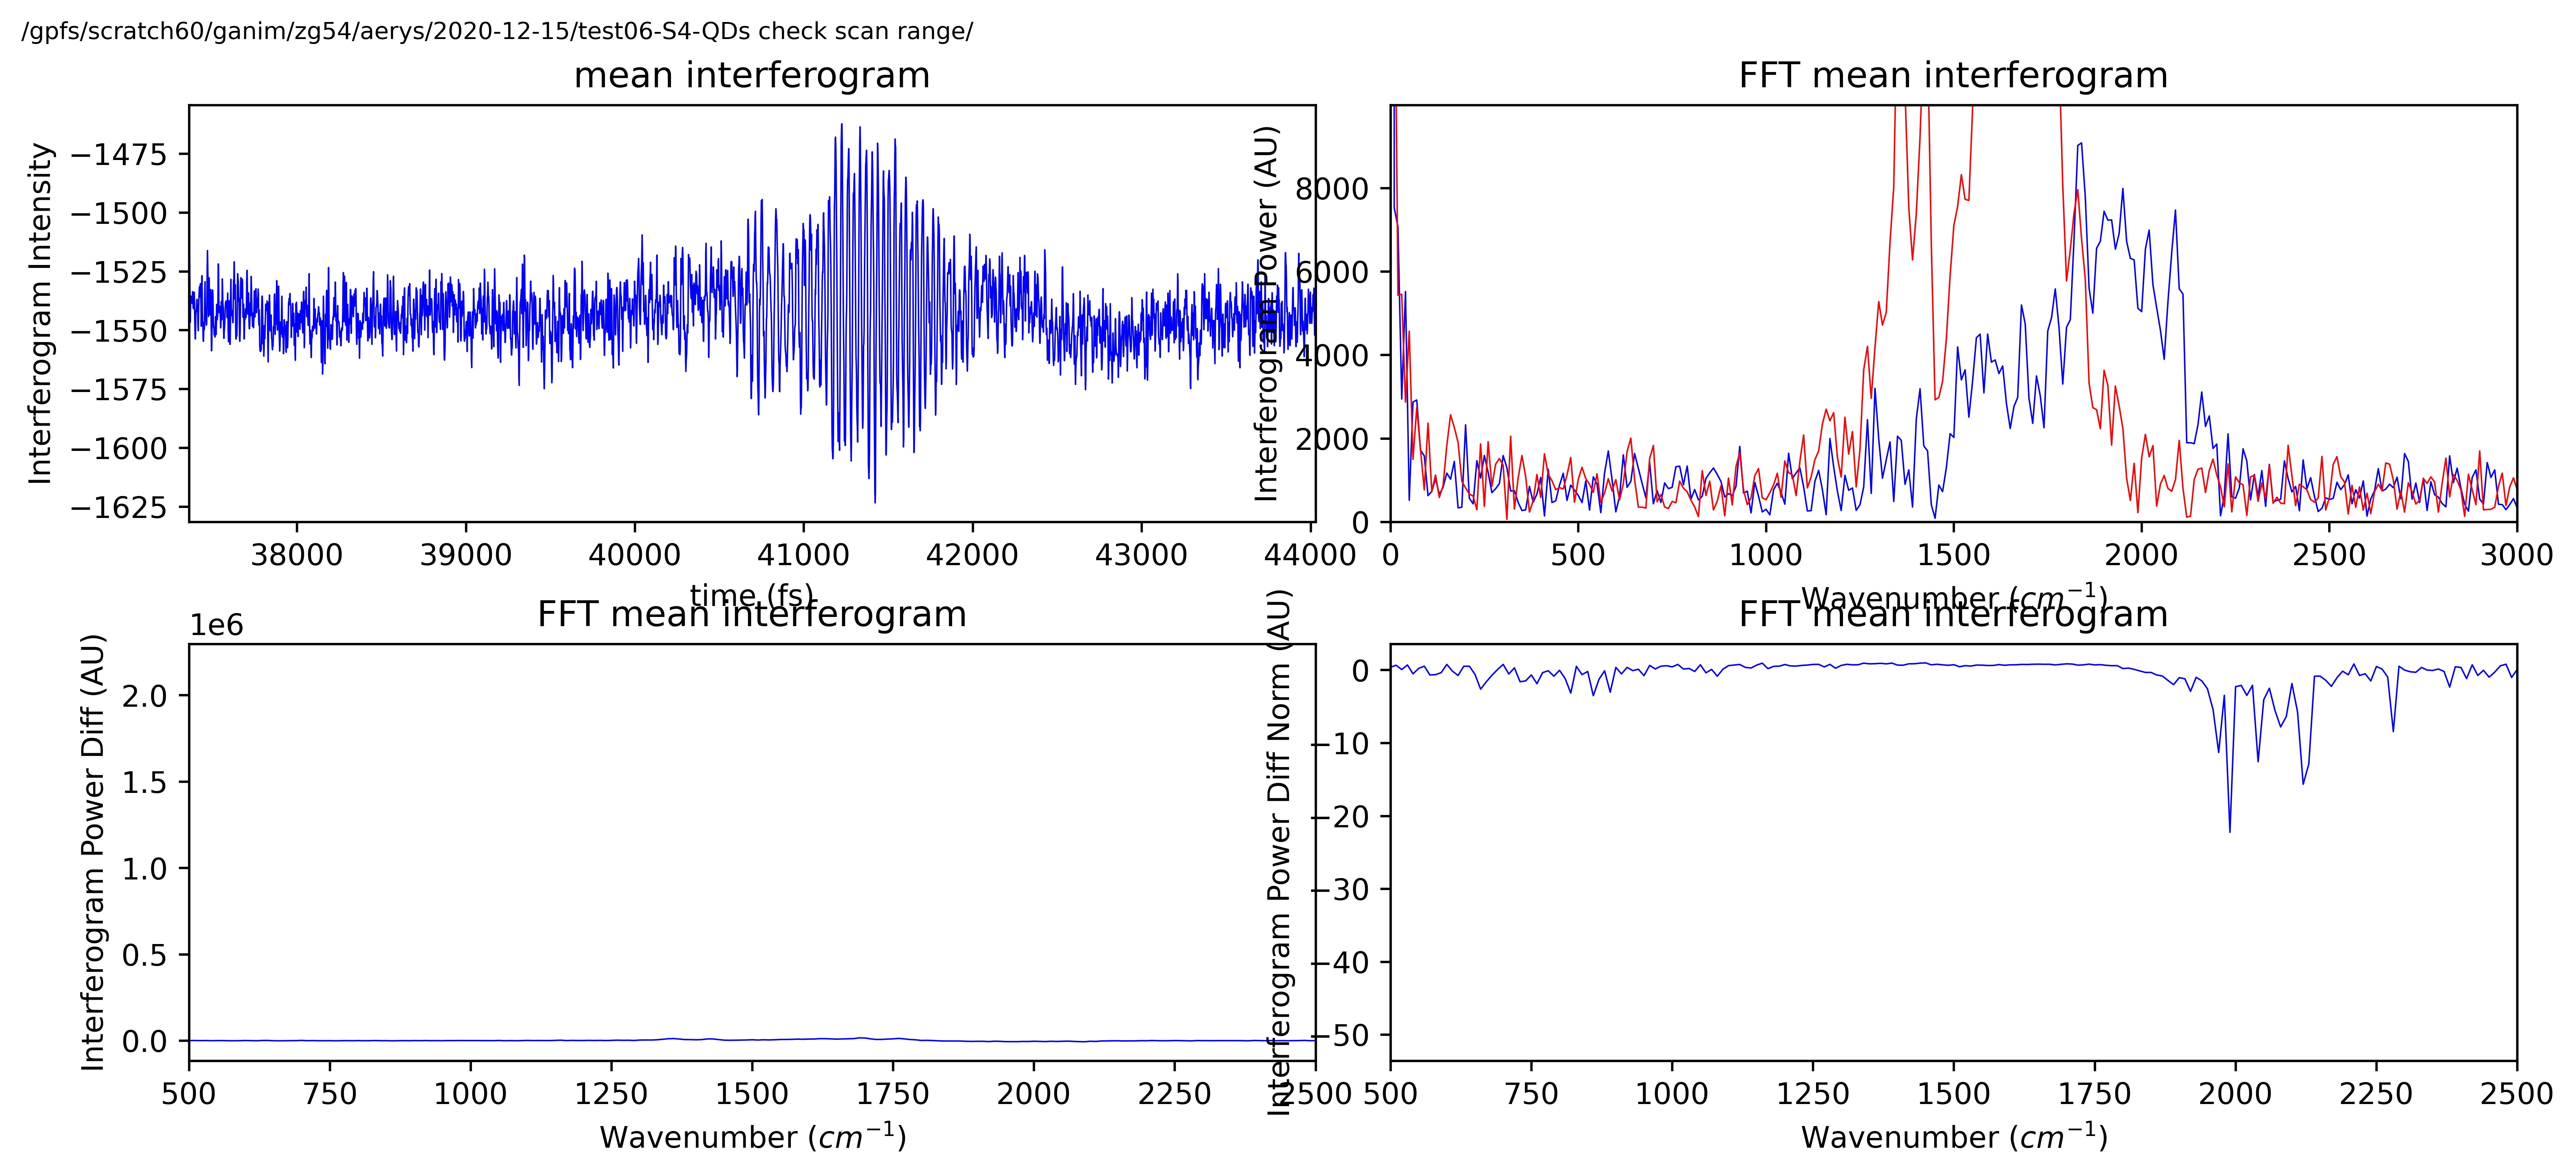 /gpfs/scratch60/ganim/zg54/aerys/2020-12-15/test06-S4-QDs check scan range/
mean interferogram
Interferogram Intensity
−1475
−1500
−1525
−1550
−1575
−1600
−1625
38000 39000 40000 41000 42000 43000 44000
time (fs)
FFT mean interferogram
Interferogram Power (AU)
8000
6000
4000
2000
0
0 500 1000 1500 2000 2500 3000
Wavenumber (cm⁻¹)
FFT mean interferogram
1e6
Interferogram Power Diff (AU)
2.0
1.5
1.0
0.5
0.0
500 750 1000 1250 1500 1750 2000 2250 2500
Wavenumber (cm⁻¹)
FFT mean interferogram
Interferogram Power Diff Norm (AU)
0
−10
−20
−30
−40
−50
500 750 1000 1250 1500 1750 2000 2250 2500
Wavenumber (cm⁻¹)